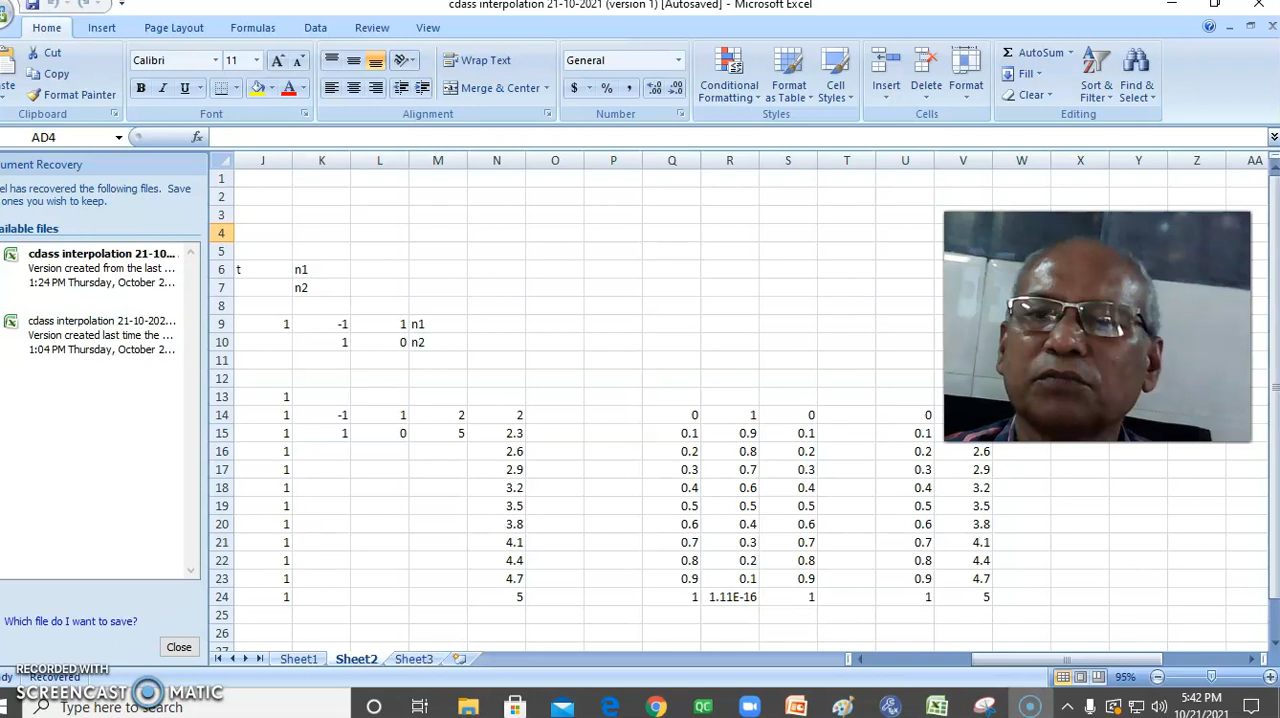 cdass interpolation 21-10-2021 (version 1) [Autosaved] - Microsoft Excel
Home Insert Page Layout Formulas Data Review View
Cut
Copy
Format Painter
Clipboard
Calibri 11
Font
Wrap Text
Merge & Center
Alignment
General
$ % ,
Number
Conditional Formatting
Format as Table
Cell Styles
Styles
Insert Delete Format
Cells
AutoSum
Fill
Clear
Sort & Filter
Find & Select
Editing
AD4 fx
ument Recovery
el has recovered the following files. Save
ones you wish to keep.
ailable files
cdass interpolation 21-10...
Version created from the last ...
1:24 PM Thursday, October 2...
cdass interpolation 21-10-202...
Version created last time the ...
1:04 PM Thursday, October 2...
Which file do I want to save?
Close
J K L M N O P Q R S T U V W X Y Z AA
1
2
3
4
5
6 t n1
7 n2
8
9 1 -1 1 n1
10 1 0 n2
11
12
13 1
14 1 -1 1 2 2 0 1 0 0
15 1 1 0 5 2.3 0.1 0.9 0.1 0.1
16 1 2.6 0.2 0.8 0.2 0.2 2.6
17 1 2.9 0.3 0.7 0.3 0.3 2.9
18 1 3.2 0.4 0.6 0.4 0.4 3.2
19 1 3.5 0.5 0.5 0.5 0.5 3.5
20 1 3.8 0.6 0.4 0.6 0.6 3.8
21 1 4.1 0.7 0.3 0.7 0.7 4.1
22 1 4.4 0.8 0.2 0.8 0.8 4.4
23 1 4.7 0.9 0.1 0.9 0.9 4.7
24 1 5 1 1.11E-16 1 1 5
25
26
Sheet1 Sheet2 Sheet3
Recovered 95%
RECORDED WITH
SCREENCAST MATIC
Type here to search
5:42 PM
10/21/2021